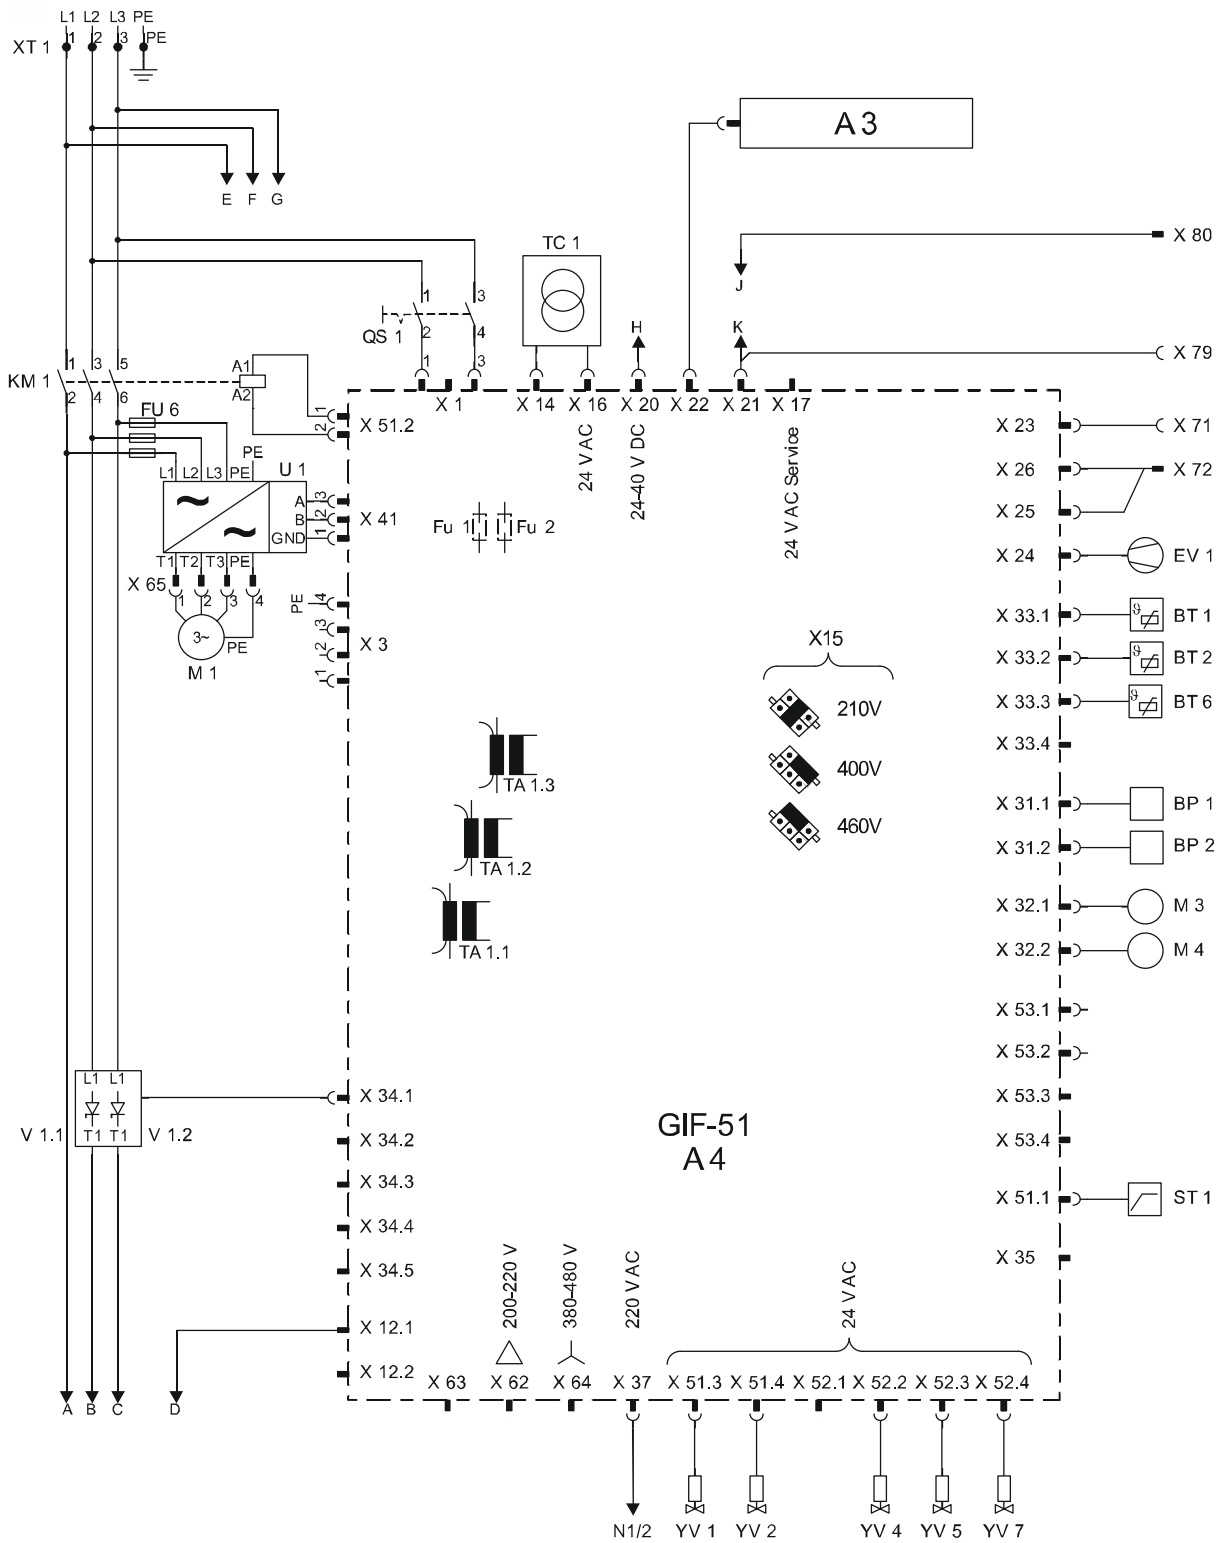 L1 L2 L3 PE
XT 1 1 2 3 PE
A 3
E F G
X 80
TC 1
J
1 3
QS 1
2 4
H K
X 79
1 3
1 3 5
KM 1
A1
A2
2 4 6
FU 6
1
2
X 51.2
X 1 X 14 X 16 X 20 X 22 X 21 X 17
24 V AC
24-40 V DC
24 V AC Service
X 23 X 71
X 26 X 72
X 25
X 24 EV 1
PE
L1 L2 L3 PE U 1
A 3
B 2
GND 1
X 41
Fu 1 Fu 2
T1 T2 T3 PE
X 65
1 2 3 4
3~
PE
M 1
PE 4
3
2
1
X 3
X 33.1 ϑ BT 1
X 33.2 ϑ BT 2
X 33.3 ϑ BT 6
X 33.4
X15
210V
400V
460V
TA 1.3
TA 1.2
TA 1.1
X 31.1 BP 1
X 31.2 BP 2
X 32.1 M 3
X 32.2 M 4
X 53.1
X 53.2
X 53.3
X 53.4
X 51.1 ST 1
X 35
L1 L1
V 1.1 T1 T1 V 1.2
X 34.1
X 34.2
X 34.3
X 34.4
X 34.5
X 12.1
X 12.2
GIF-51
A 4
200-220 V
380-480 V
220 V AC
24 V AC
X 63 X 62 X 64 X 37 X 51.3 X 51.4 X 52.1 X 52.2 X 52.3 X 52.4
A B C D
N1/2 YV 1 YV 2 YV 4 YV 5 YV 7